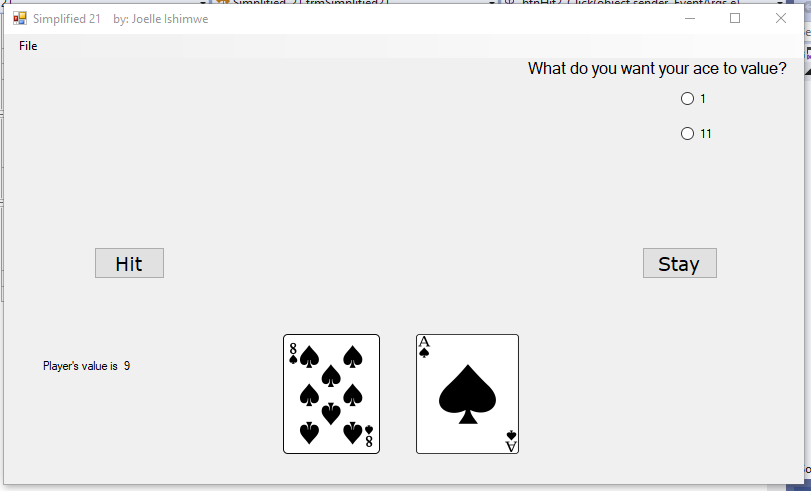 Simplified 21 by: Joelle Ishimwe
File
What do you want your ace to value?
1
11
Hit
Stay
Player's value is 9
8
8
A
A